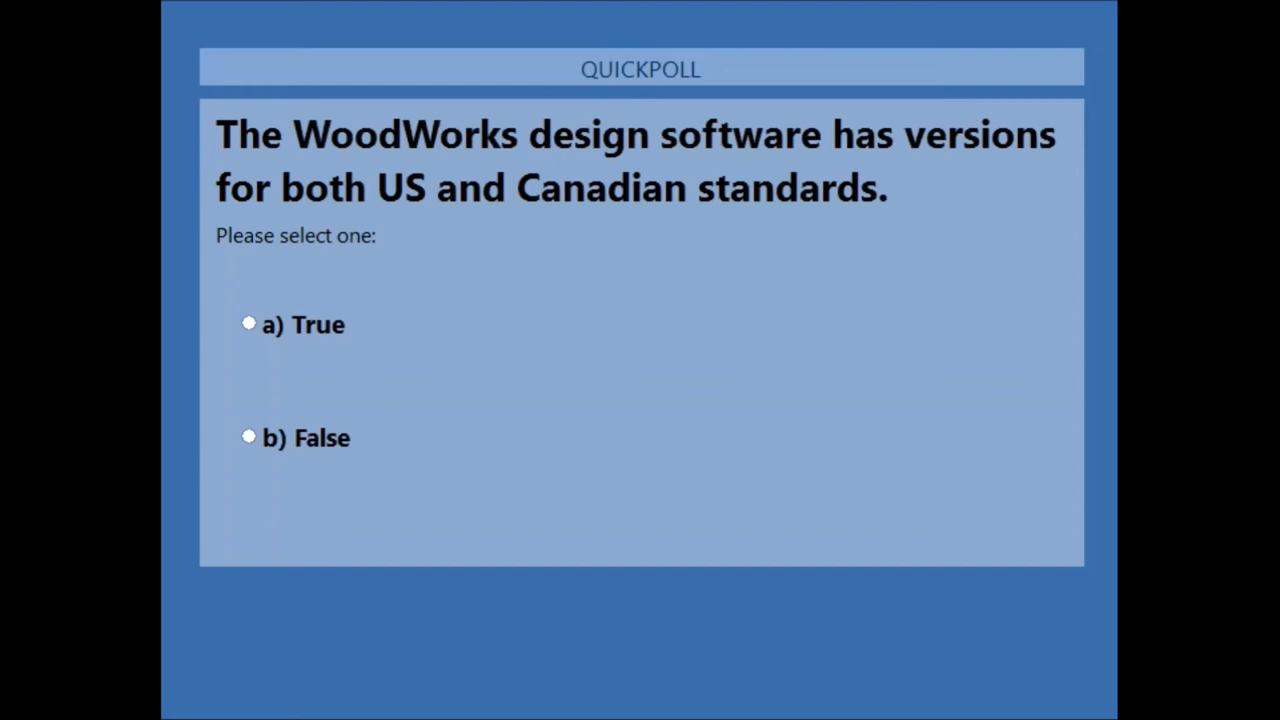 QUICKPOLL
The WoodWorks design software has versions
for both US and Canadian standards.
Please select one:
a) True
b) False